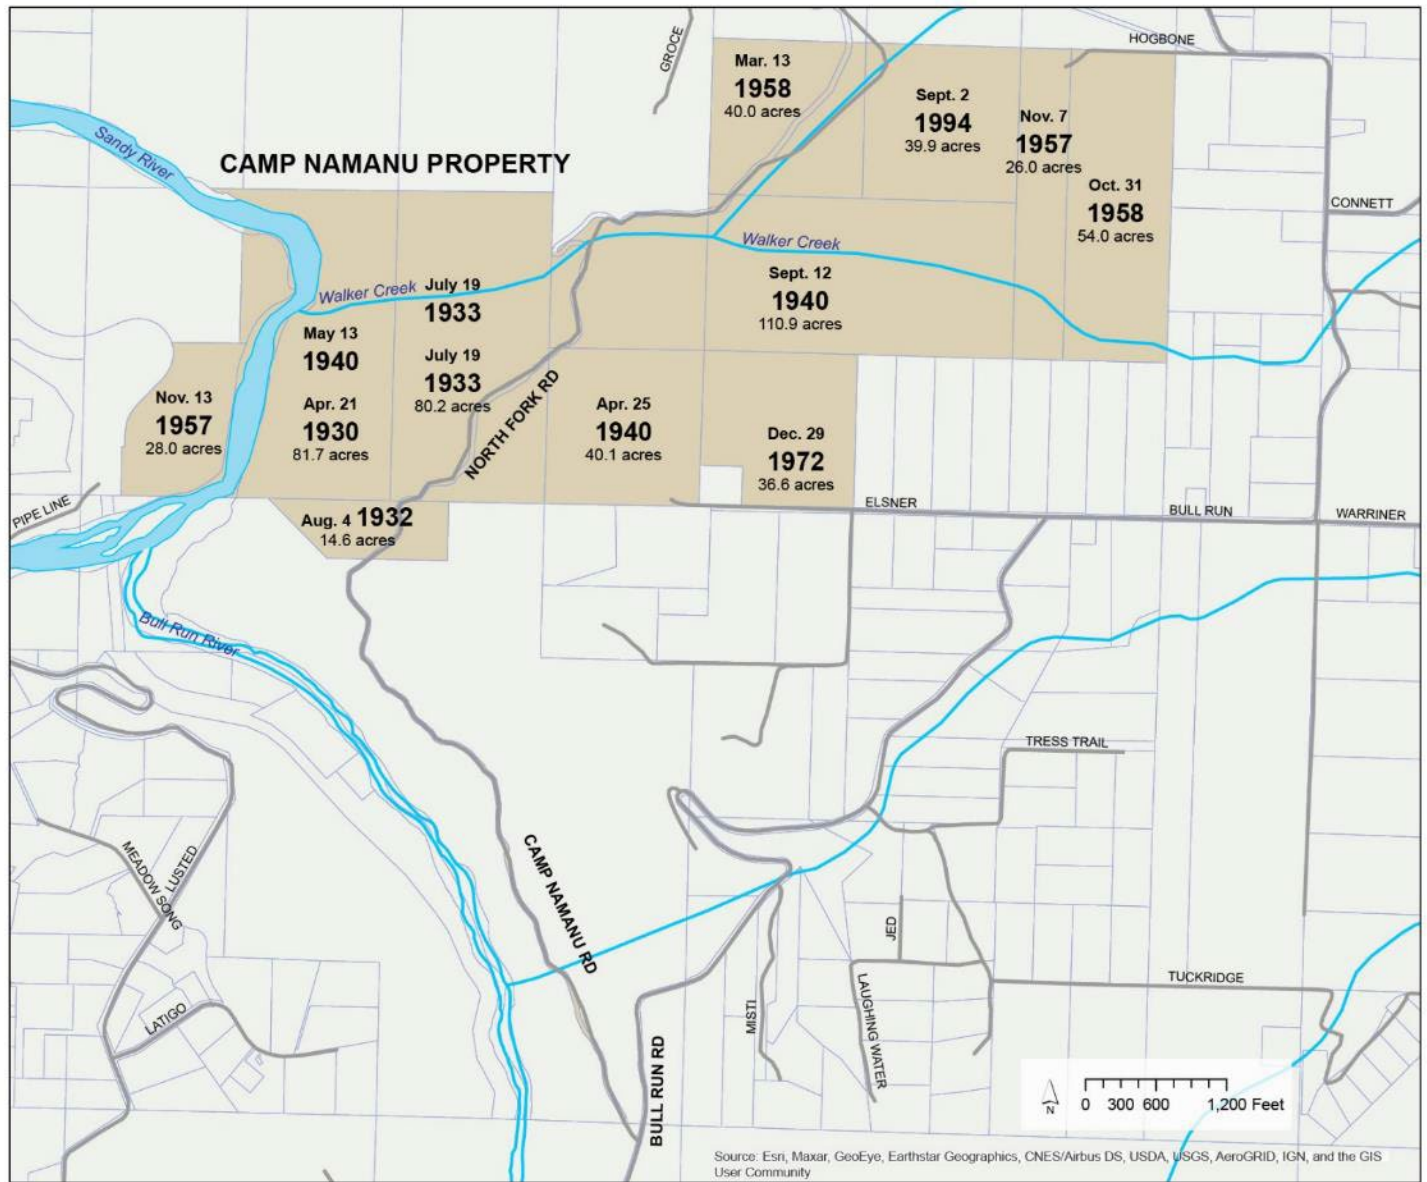 GROCE
HOGBONE
Mar. 13
1958
40.0 acres
Sept. 2
1994
39.9 acres
Nov. 7
1957
26.0 acres
Oct. 31
1958
54.0 acres
Sandy River
CAMP NAMANU PROPERTY
CONNETT
Walker Creek
Walker Creek
July 19
1933
Sept. 12
1940
110.9 acres
May 13
1940
July 19
1933
80.2 acres
Nov. 13
1957
28.0 acres
Apr. 21
1930
81.7 acres
NORTH FORK RD
Apr. 25
1940
40.1 acres
Dec. 29
1972
36.6 acres
PIPE LINE
Aug. 4 1932
14.6 acres
ELSNER
BULL RUN
WARRINER
Bull Run River
TRESS TRAIL
MEADOW SONG
LUSTED
CAMP NAMANU RD
JED
TUCKRIDGE
LATIGO
MISTI
LAUGHING WATER
BULL RUN RD
N
0 300 600 1,200 Feet
Source: Esri, Maxar, GeoEye, Earthstar Geographics, CNES/Airbus DS, USDA, USGS, AeroGRID, IGN, and the GIS
User Community